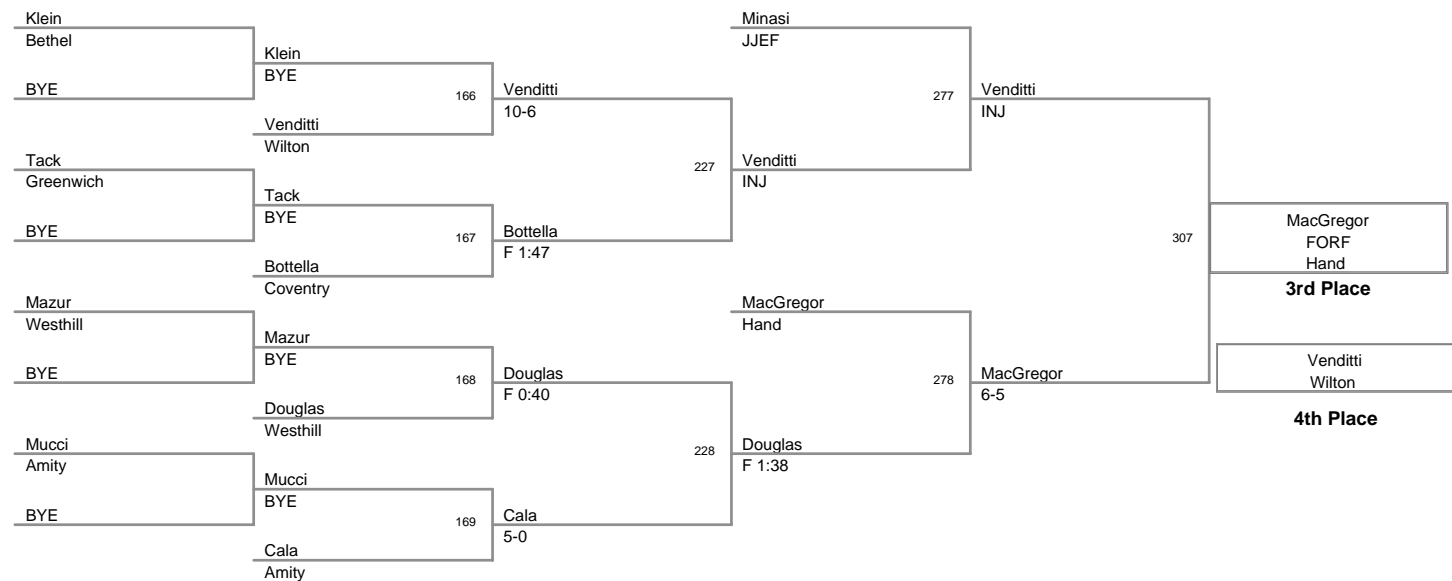 Klein
Bethel
BYE
Tack
Greenwich
BYE
Mazur
Westhill
BYE
Mucci
Amity
BYE
Klein
BYE
166
Venditti
Wilton
Tack
BYE
167
Bottella
Coventry
Mazur
BYE
168
Douglas
Westhill
Mucci
BYE
169
Cala
Amity
Venditti
10-6
227
Bottella
F 1:47
Douglas
F 0:40
228
Cala
5-0
Minasi
JJEF
277
Venditti
INJ
MacGregor
Hand
278
Douglas
F 1:38
Venditti
INJ
307
MacGregor
6-5
MacGregor
FORF
Hand
3rd Place
Venditti
Wilton
4th Place